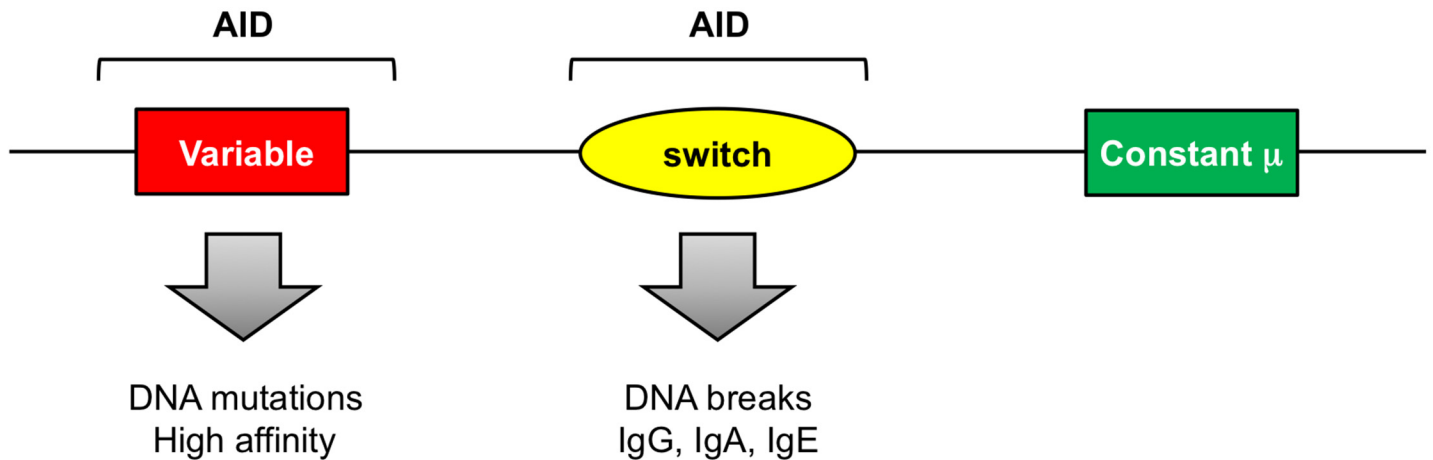 AID
AID
Variable
switch
Constant μ
DNA mutations
High affinity
DNA breaks
IgG, IgA, IgE